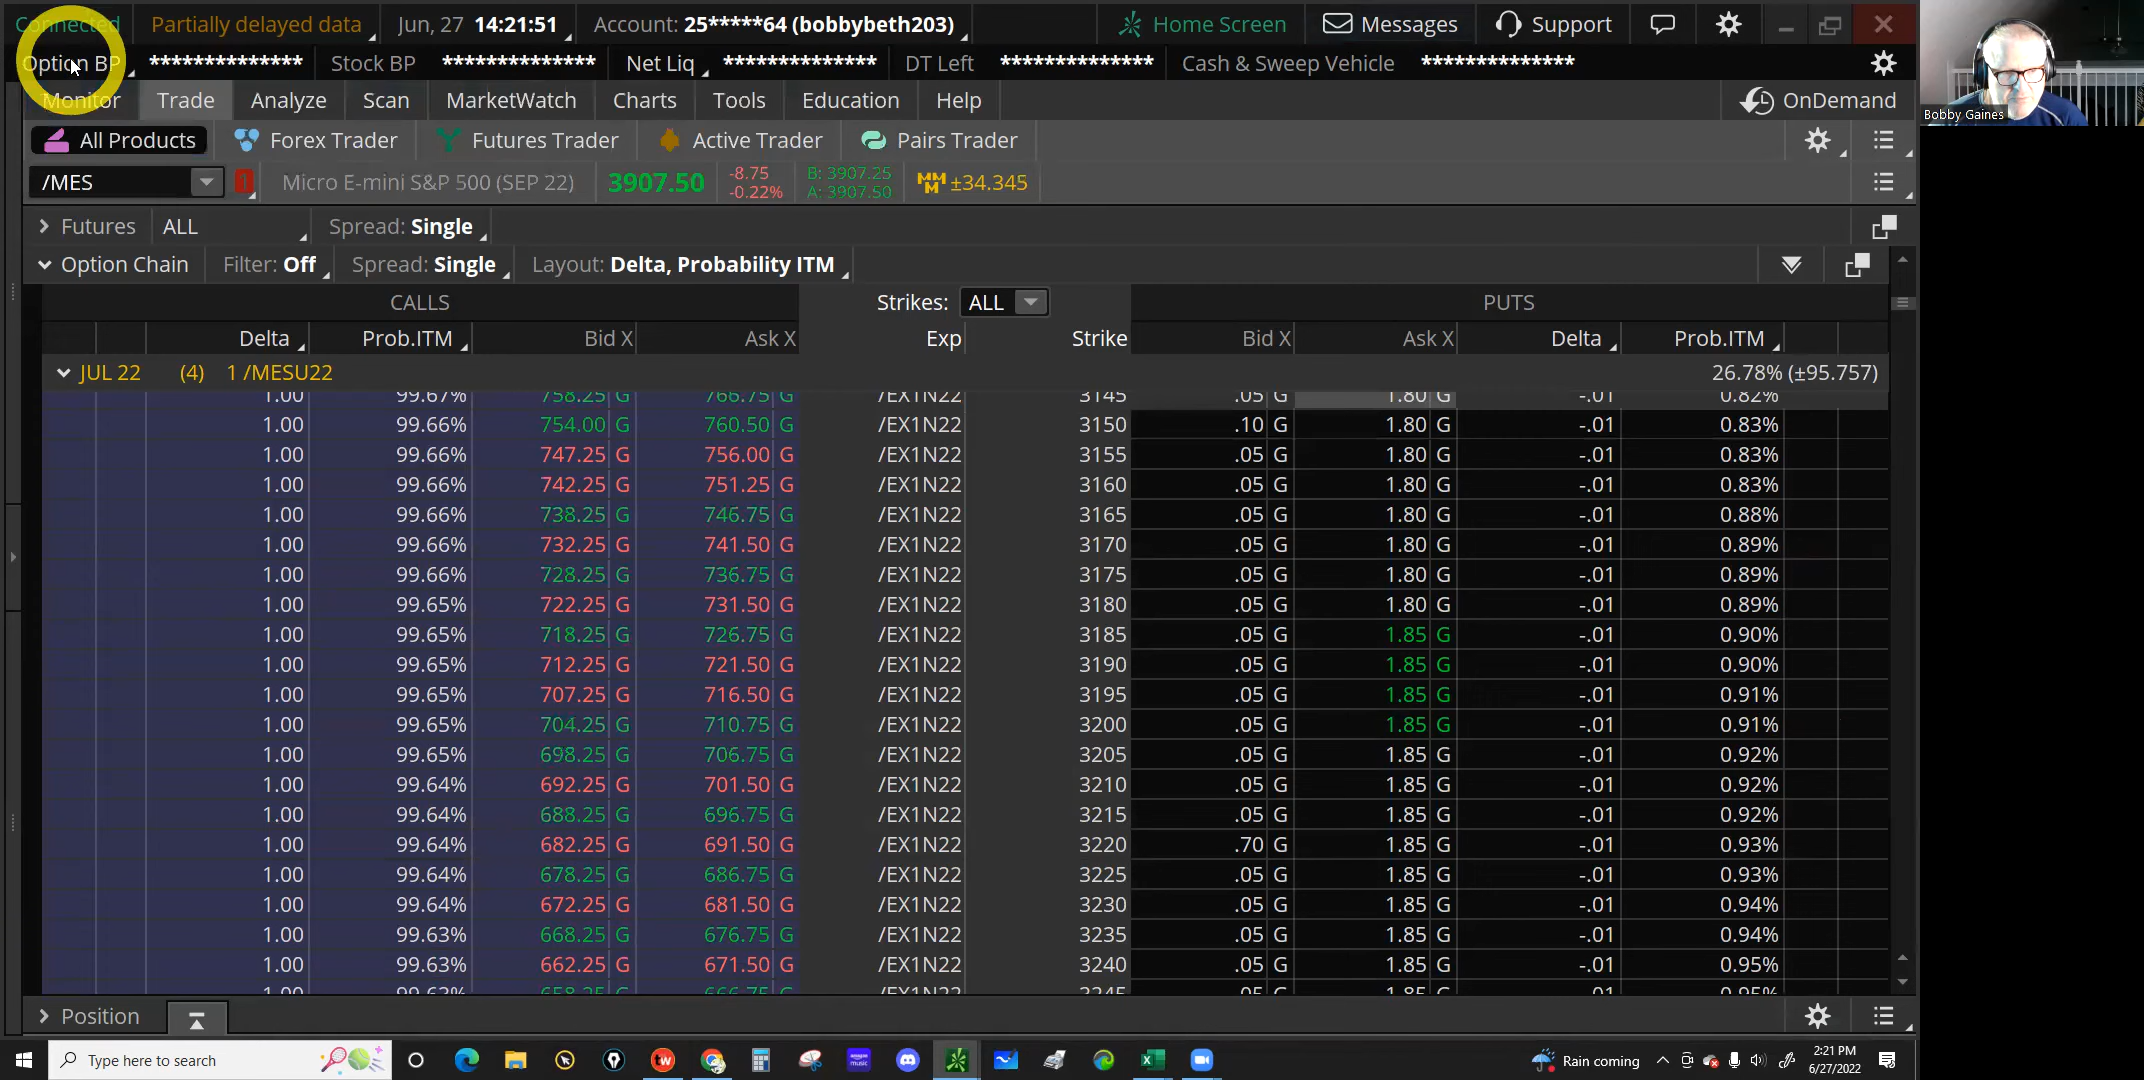 Connected Partially delayed data Jun, 27 14:21:51 Account: 25*****64 (bobbybeth203) Home Screen Messages Support
Option BP ************** Stock BP ************** Net Liq ************** DT Left ************** Cash & Sweep Vehicle **************
Monitor Trade Analyze Scan MarketWatch Charts Tools Education Help OnDemand
Bobby Gaines
All Products Forex Trader Futures Trader Active Trader Pairs Trader
/MES Micro E-mini S&P 500 (SEP 22) 3907.50 -8.75 B: 3907.25 ±34.345
-0.22% A: 3907.50
Futures ALL Spread: Single
Option Chain Filter: Off Spread: Single Layout: Delta, Probability ITM
CALLS Strikes: ALL PUTS
Delta Prob.ITM Bid X Ask X Exp Strike Bid X Ask X Delta Prob.ITM
JUL 22 (4) 1 /MESU22 26.78% (±95.757)
1.00 99.67% 758.25 G 766.75 G /EX1N22 3145 .05 G 1.80 G -.01 0.82%
1.00 99.66% 754.00 G 760.50 G /EX1N22 3150 .10 G 1.80 G -.01 0.83%
1.00 99.66% 747.25 G 756.00 G /EX1N22 3155 .05 G 1.80 G -.01 0.83%
1.00 99.66% 742.25 G 751.25 G /EX1N22 3160 .05 G 1.80 G -.01 0.83%
1.00 99.66% 738.25 G 746.75 G /EX1N22 3165 .05 G 1.80 G -.01 0.88%
1.00 99.66% 732.25 G 741.50 G /EX1N22 3170 .05 G 1.80 G -.01 0.89%
1.00 99.66% 728.25 G 736.75 G /EX1N22 3175 .05 G 1.80 G -.01 0.89%
1.00 99.65% 722.25 G 731.50 G /EX1N22 3180 .05 G 1.80 G -.01 0.89%
1.00 99.65% 718.25 G 726.75 G /EX1N22 3185 .05 G 1.85 G -.01 0.90%
1.00 99.65% 712.25 G 721.50 G /EX1N22 3190 .05 G 1.85 G -.01 0.90%
1.00 99.65% 707.25 G 716.50 G /EX1N22 3195 .05 G 1.85 G -.01 0.91%
1.00 99.65% 704.25 G 710.75 G /EX1N22 3200 .05 G 1.85 G -.01 0.91%
1.00 99.65% 698.25 G 706.75 G /EX1N22 3205 .05 G 1.85 G -.01 0.92%
1.00 99.64% 692.25 G 701.50 G /EX1N22 3210 .05 G 1.85 G -.01 0.92%
1.00 99.64% 688.25 G 696.75 G /EX1N22 3215 .05 G 1.85 G -.01 0.92%
1.00 99.64% 682.25 G 691.50 G /EX1N22 3220 .70 G 1.85 G -.01 0.93%
1.00 99.64% 678.25 G 686.75 G /EX1N22 3225 .05 G 1.85 G -.01 0.93%
1.00 99.64% 672.25 G 681.50 G /EX1N22 3230 .05 G 1.85 G -.01 0.94%
1.00 99.63% 668.25 G 676.75 G /EX1N22 3235 .05 G 1.85 G -.01 0.94%
1.00 99.63% 662.25 G 671.50 G /EX1N22 3240 .05 G 1.85 G -.01 0.95%
Position
Type here to search Rain coming 2:21 PM
6/27/2022